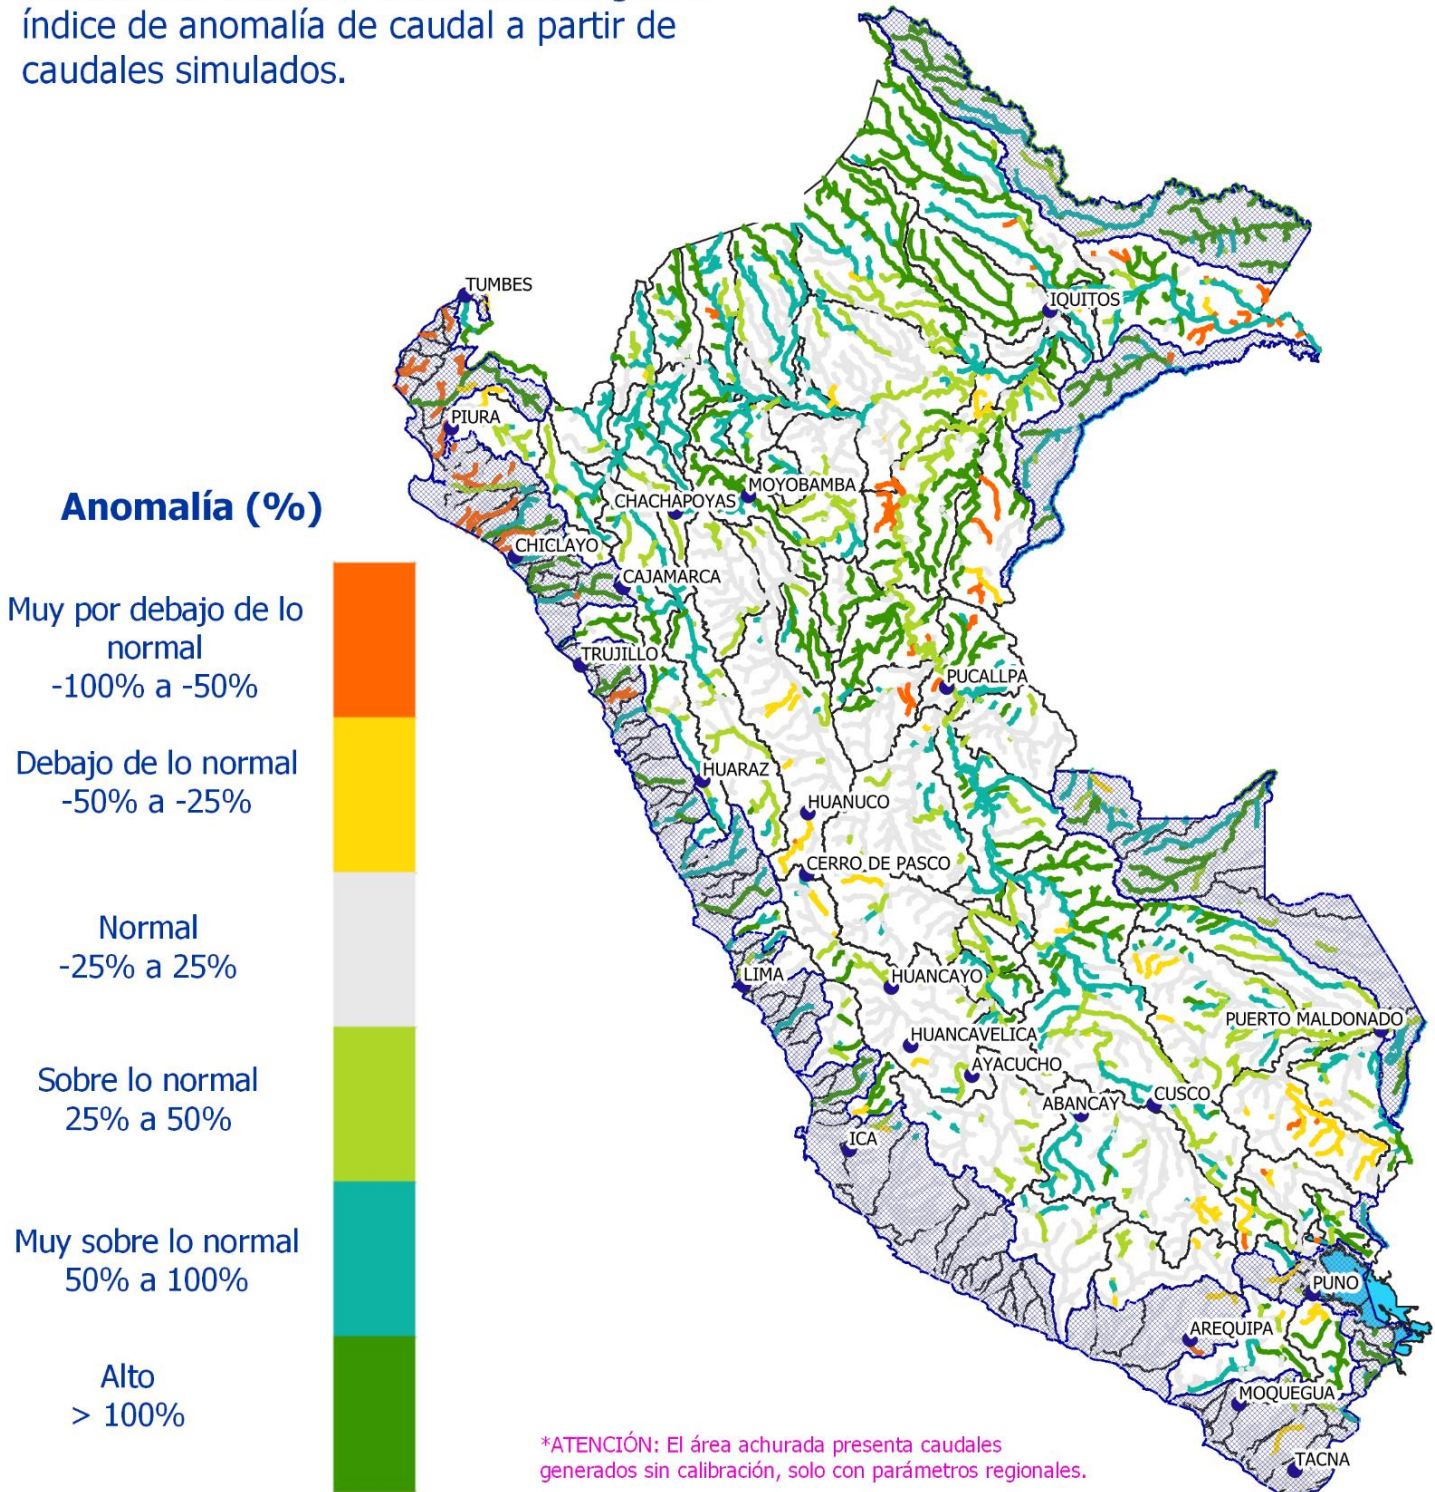 índice de anomalía de caudal a partir de
caudales simulados.
TUMBES
IQUITOS
PIURA
MOYOBAMBA
CHACHAPOYAS
Anomalía (%)
CHICLAYO
CAJAMARCA
Muy por debajo de lo
normal
-100% a -50%
TRUJILLO
PUCALLPA
Debajo de lo normal
-50% a -25%
HUARAZ
HUANUCO
CERRO DE PASCO
Normal
-25% a 25%
LIMA
HUANCAYO
PUERTO MALDONADO
HUANCAVELICA
AYACUCHO
Sobre lo normal
25% a 50%
ABANCAY
CUSCO
ICA
Muy sobre lo normal
50% a 100%
PUNO
AREQUIPA
Alto
> 100%
MOQUEGUA
*ATENCIÓN: El área achurada presenta caudales
generados sin calibración, solo con parámetros regionales.
TACNA